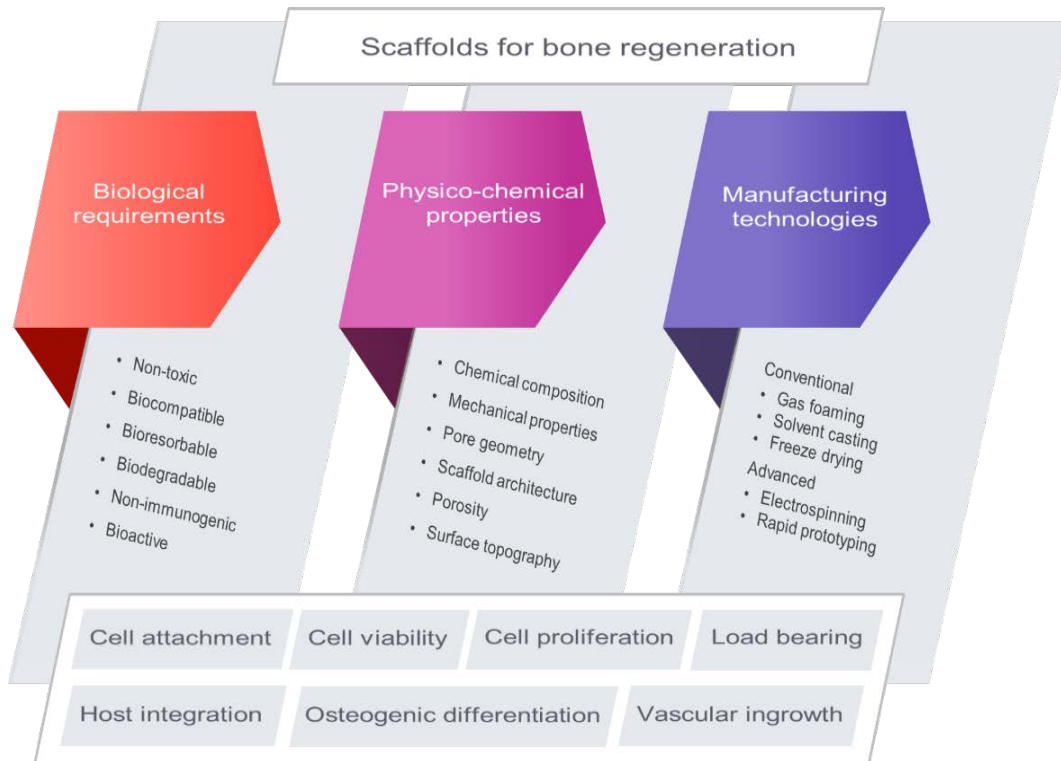 Scaffolds for bone regeneration
Biological
requirements
• Non-toxic
• Biocompatible
• Bioresorbable
• Biodegradable
• Non-immunogenic
• Bioactive
Physico-chemical
properties
• Chemical composition
• Mechanical properties
• Pore geometry
• Scaffold architecture
• Porosity
• Surface topography
Manufacturing
technologies
Conventional
• Gas foaming
• Solvent casting
• Freeze drying
Advanced
• Electrospinning
• Rapid prototyping
Cell attachment
Cell viability
Cell proliferation
Load bearing
Host integration
Osteogenic differentiation
Vascular ingrowth